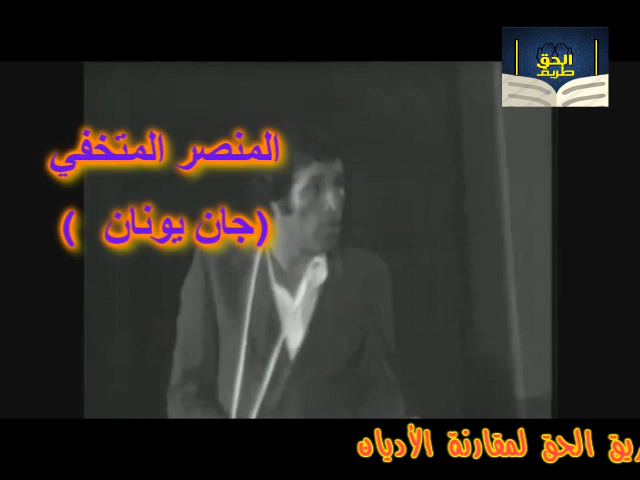 الحق
طريق
المنصر المتخفي
(جان يونان )
ريق الحق لمقارنة الأديان